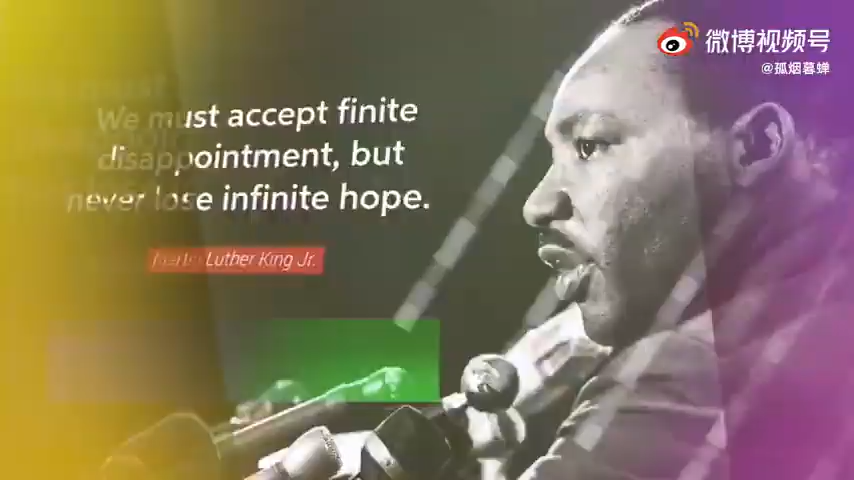 微博视频号
@孤烟暮蝉
We must accept finite
disappointment, but
never lose infinite hope.
Martin Luther King Jr.